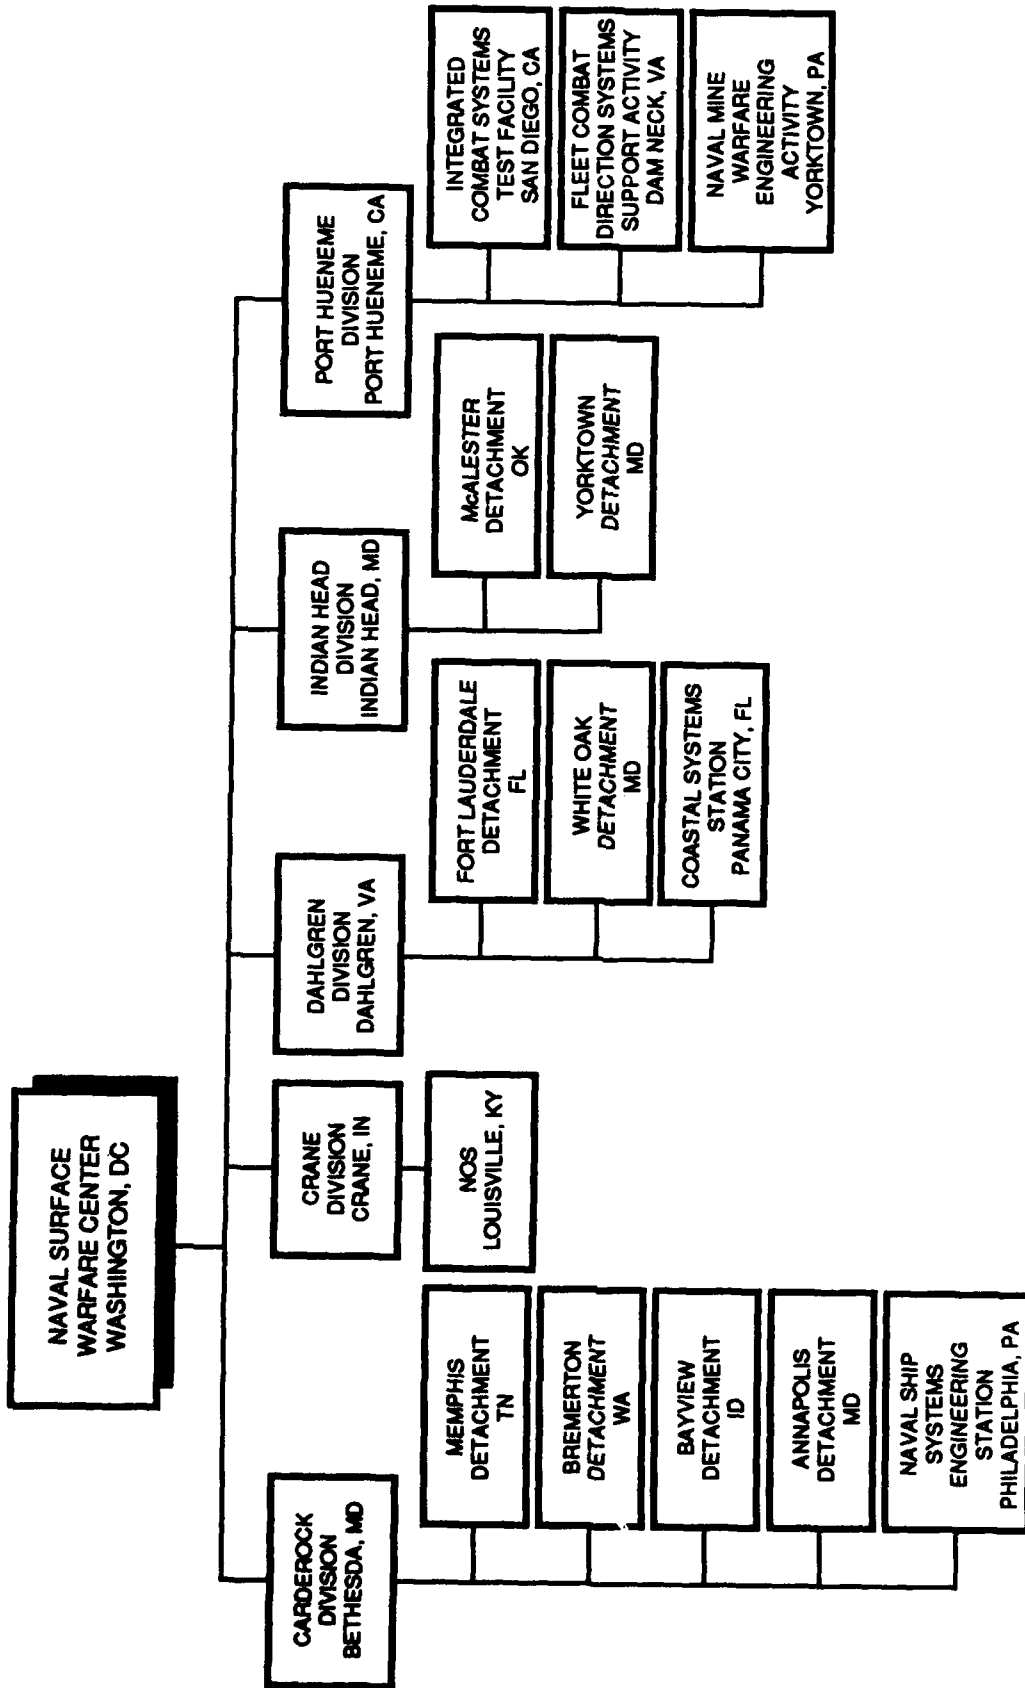 NAVAL SURFACE
WARFARE CENTER
WASHINGTON, DC
CARDEROCK
DIVISION
BETHESDA, MD
CRANE
DIVISION
CRANE, IN
DAHLGREN
DIVISION
DAHLGREN, VA
INDIAN HEAD
DIVISION
INDIAN HEAD, MD
PORT HUENEME
DIVISION
PORT HUENEME, CA
MEMPHIS
DETACHMENT
TN
BREMERTON
DETACHMENT
WA
BAYVIEW
DETACHMENT
ID
ANNAPOLIS
DETACHMENT
MD
NAVAL SHIP
SYSTEMS
ENGINEERING
STATION
PHILADELPHIA, PA
NOS
LOUISVILLE, KY
FORT LAUDERDALE
DETACHMENT
FL
WHITE OAK
DETACHMENT
MD
COASTAL SYSTEMS
STATION
PANAMA CITY, FL
McALESTER
DETACHMENT
OK
YORKTOWN
DETACHMENT
MD
INTEGRATED
COMBAT SYSTEMS
TEST FACILITY
SAN DIEGO, CA
FLEET COMBAT
DIRECTION SYSTEMS
SUPPORT ACTIVITY
DAM NECK, VA
NAVAL MINE
WARFARE
ENGINEERING
ACTIVITY
YORKTOWN, PA